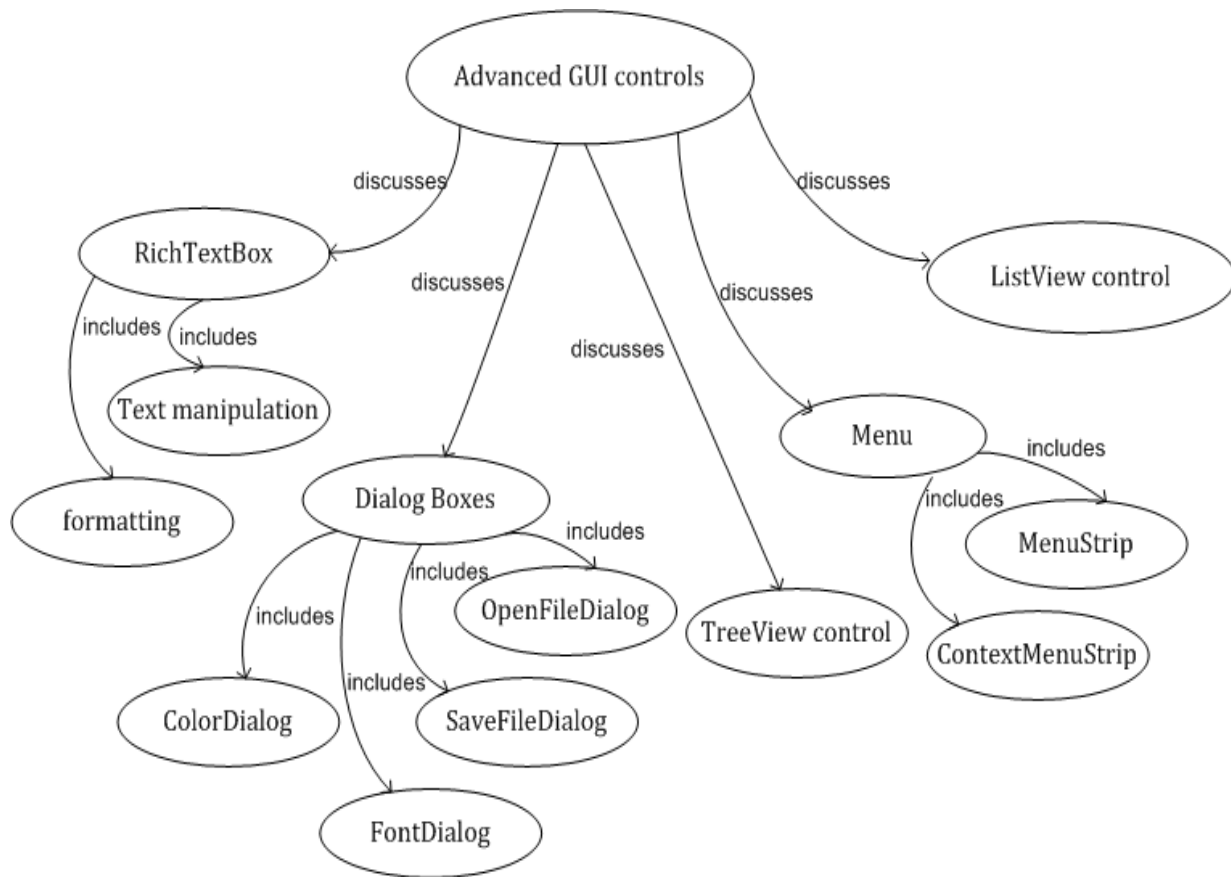 Advanced GUI controls
discusses
discusses
discusses
discusses
discusses
RichTextBox
ListView control
includes
includes
Text manipulation
formatting
Menu
includes
includes
MenuStrip
ContextMenuStrip
Dialog Boxes
includes
includes
includes
includes
OpenFileDialog
TreeView control
ColorDialog
SaveFileDialog
FontDialog